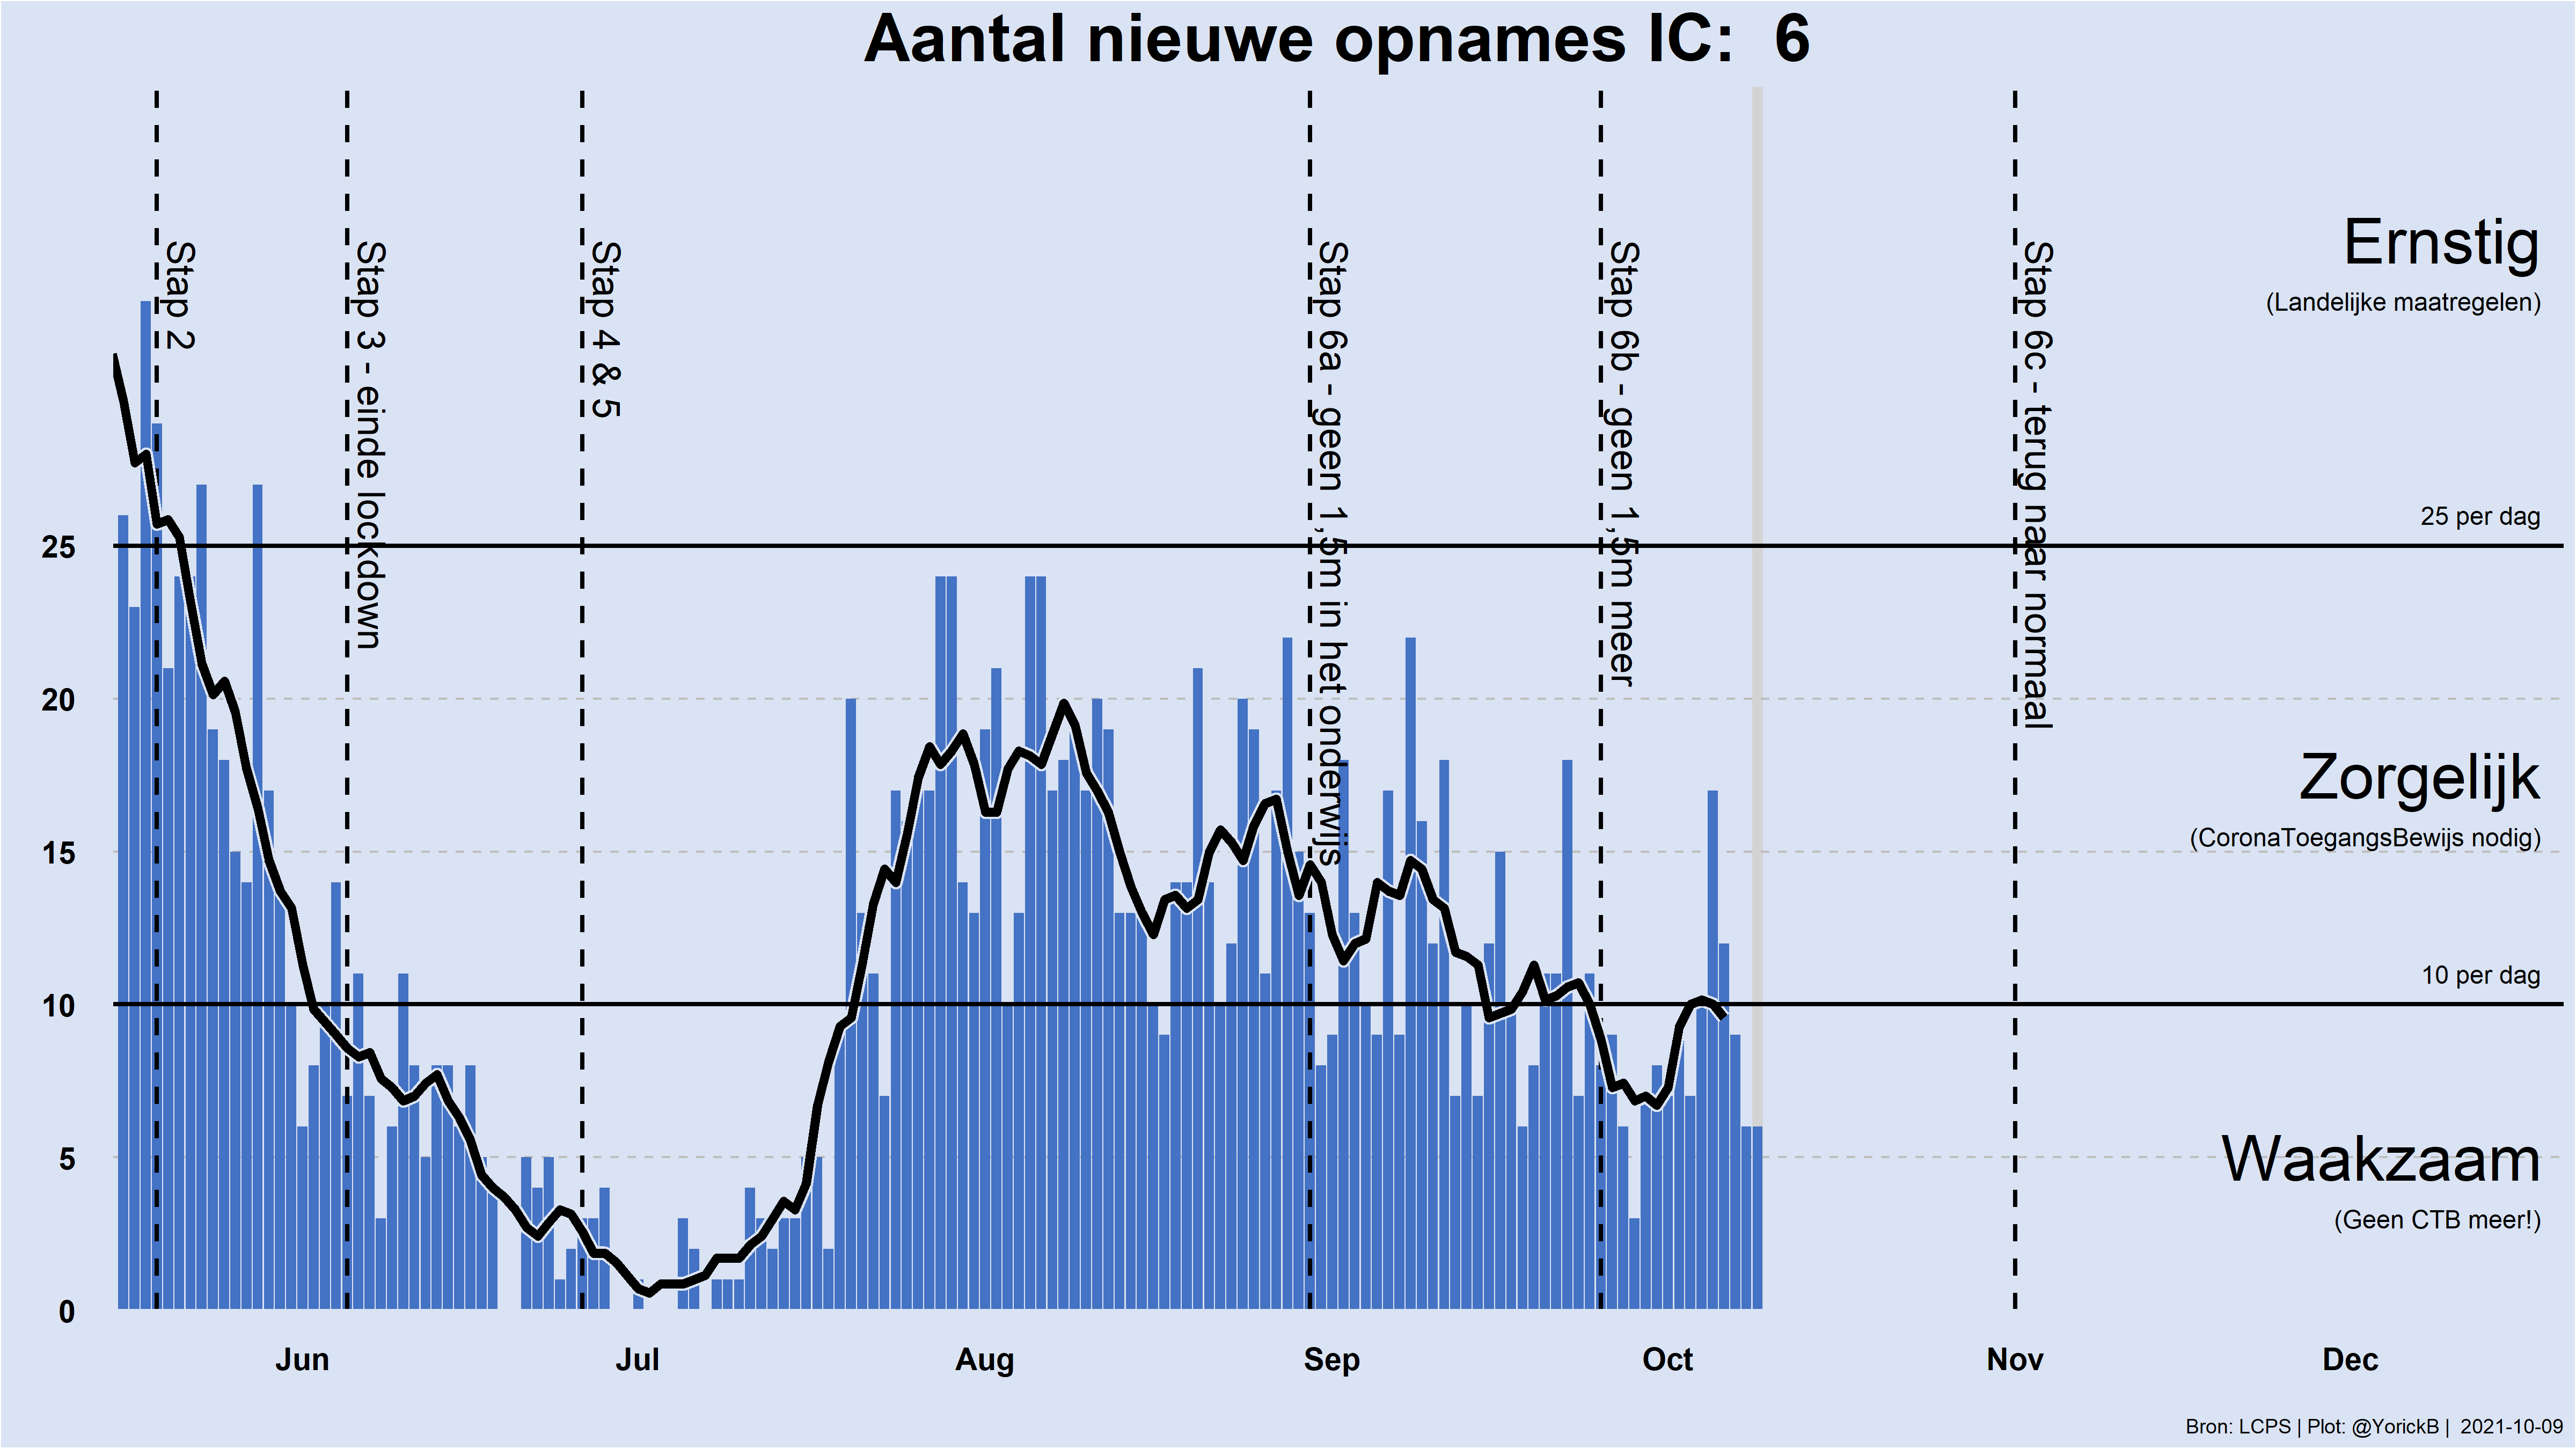 Aantal nieuwe opnames IC:  6
Stap 2
Stap 3 - einde lockdown
Stap 4 & 5
Stap 6a - geen 1,5m in het onderwijs
Stap 6b - geen 1,5m meer
Stap 6c - terug naar normaal
Ernstig
(Landelijke maatregelen)
25 per dag
Zorgelijk
(CoronaToegangsBewijs nodig)
10 per dag
Waakzaam
(Geen CTB meer!)
25
20
15
10
5
0
Jun Jul Aug Sep Oct Nov Dec
Bron: LCPS | Plot: @YorickB |  2021-10-09